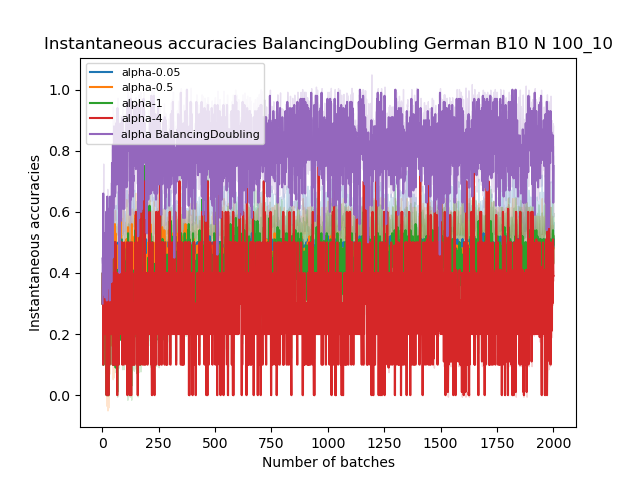 Instantaneous accuracies BalancingDoubling German B10 N 100_10
alpha-0.05
alpha-0.5
alpha-1
alpha-4
alpha BalancingDoubling
Instantaneous accuracies
1.0
0.8
0.6
0.4
0.2
0.0
0 250 500 750 1000 1250 1500 1750 2000
Number of batches